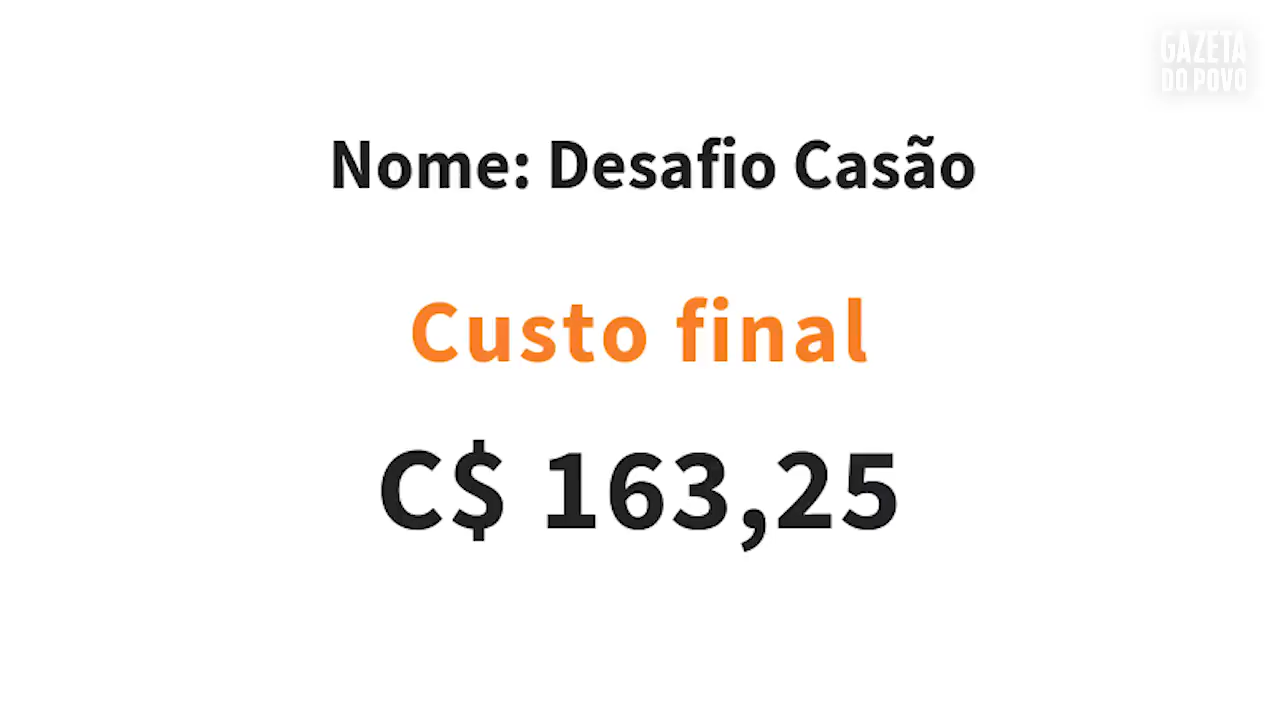 GAZETA
DO POVO
Nome: Desafio Casão
Custo final
C$ 163,25